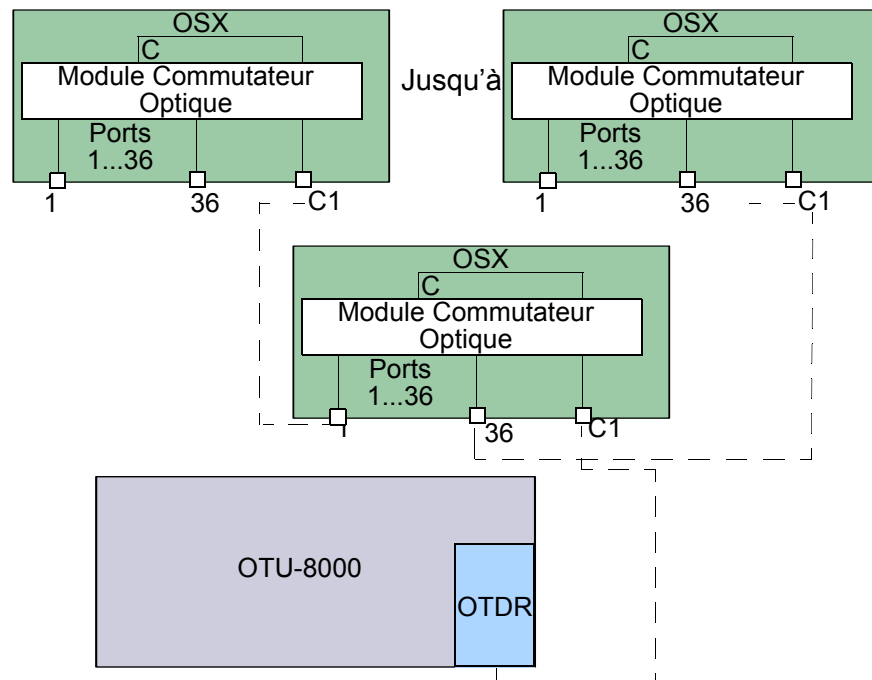 OSX
C
Module Commutateur
Optique
Ports
1...36
1
36
C1
Jusqu'à
OSX
C
Module Commutateur
Optique
Ports
1...36
1
36
C1
OSX
C
Module Commutateur
Optique
Ports
1...36
1
36
C1
OTU-8000
OTDR